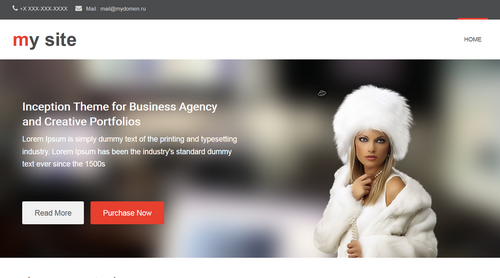 +X XXX-XXX-XXXX Mail : mail@mydomen.ru
my site
HOME
Inception Theme for Business Agency
and Creative Portfolios
Lorem Ipsum is simply dummy text of the printing and typesetting
industry. Lorem Ipsum has been the industry's standard dummy
text ever since the 1500s
Read More Purchase Now